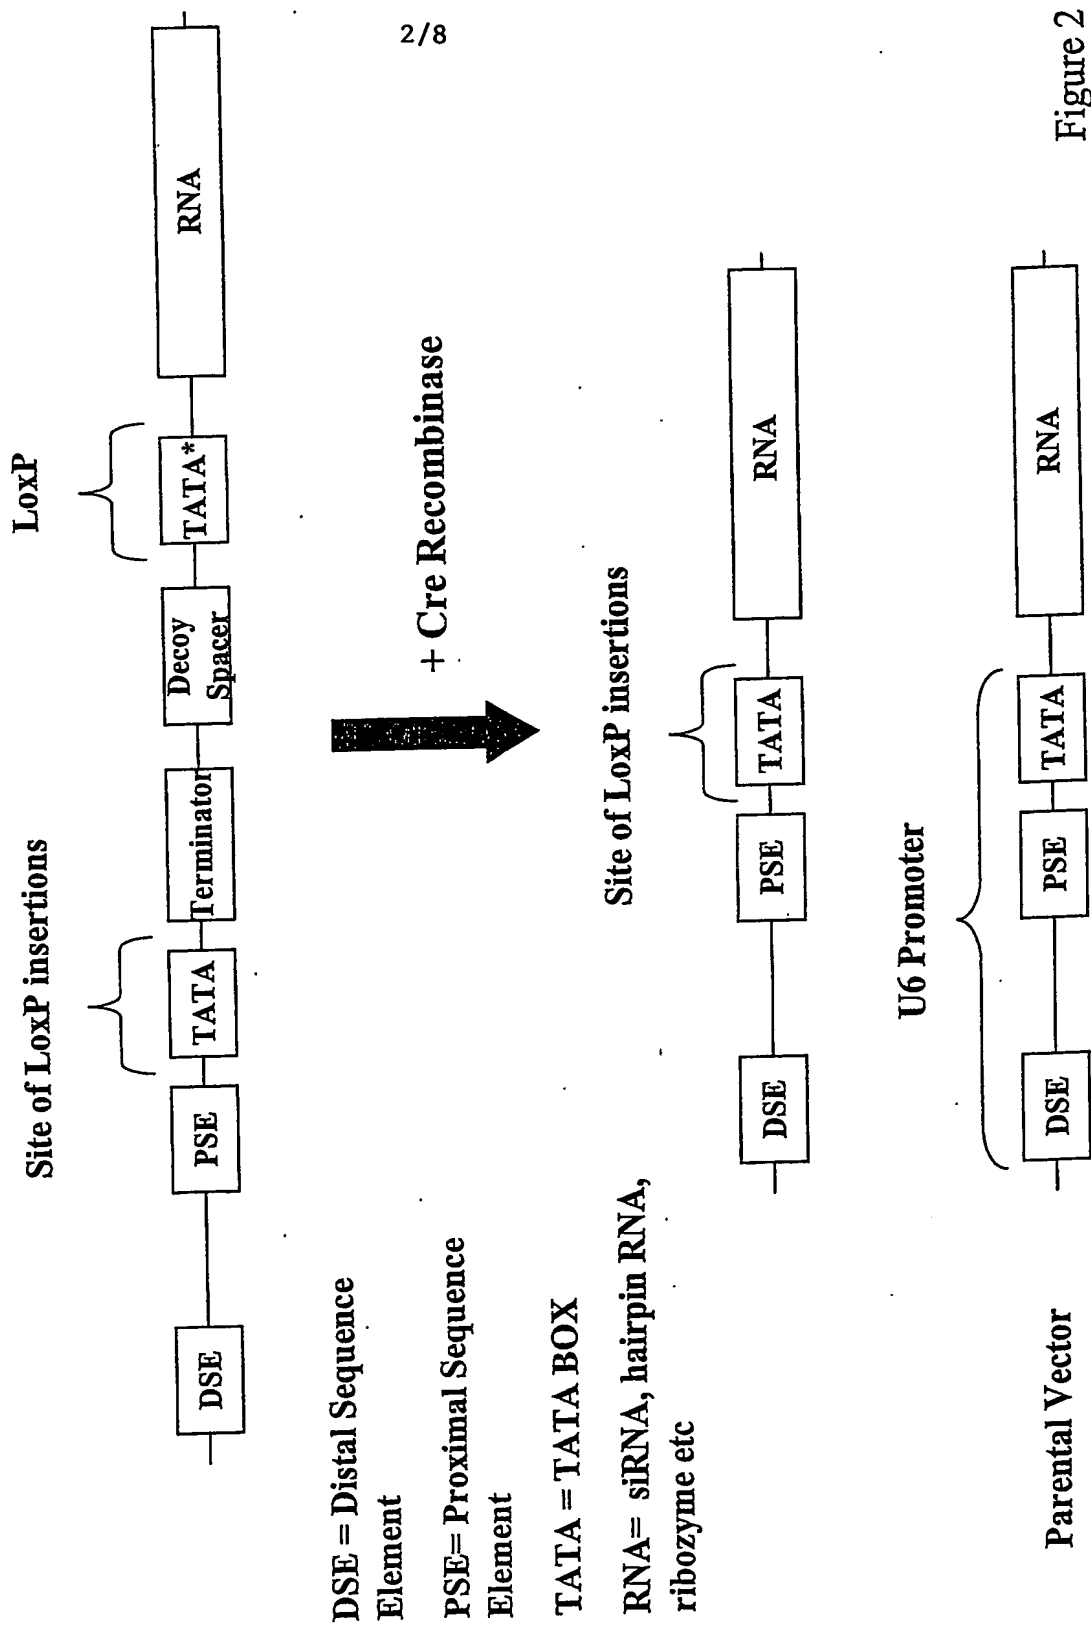 2/8
Site of LoxP insertions
LoxP
DSE
PSE
TATA
Terminator
Decoy
Spacer
TATA*
RNA
DSE = Distal Sequence
Element
PSE= Proximal Sequence
Element
TATA = TATA BOX
RNA= siRNA, hairpin RNA,
ribozyme etc
+ Cre Recombinase
Site of LoxP insertions
DSE
PSE
TATA
RNA
U6 Promoter
Parental Vector
DSE
PSE
TATA
RNA
Figure 2